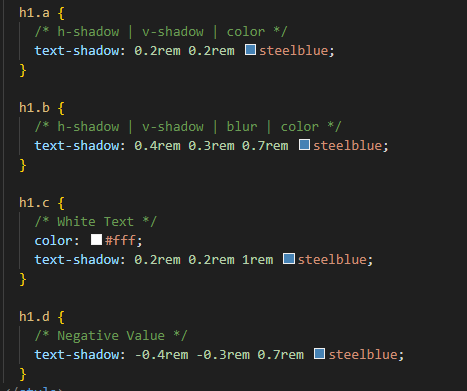 h1.a {
/* h-shadow | v-shadow | color */
text-shadow: 0.2rem 0.2rem steelblue;
}
h1.b {
/* h-shadow | v-shadow | blur | color */
text-shadow: 0.4rem 0.3rem 0.7rem steelblue;
}
h1.c {
/* White Text */
color: #fff;
text-shadow: 0.2rem 0.2rem 1rem steelblue;
}
h1.d {
/* Negative Value */
text-shadow: -0.4rem -0.3rem 0.7rem steelblue;
}